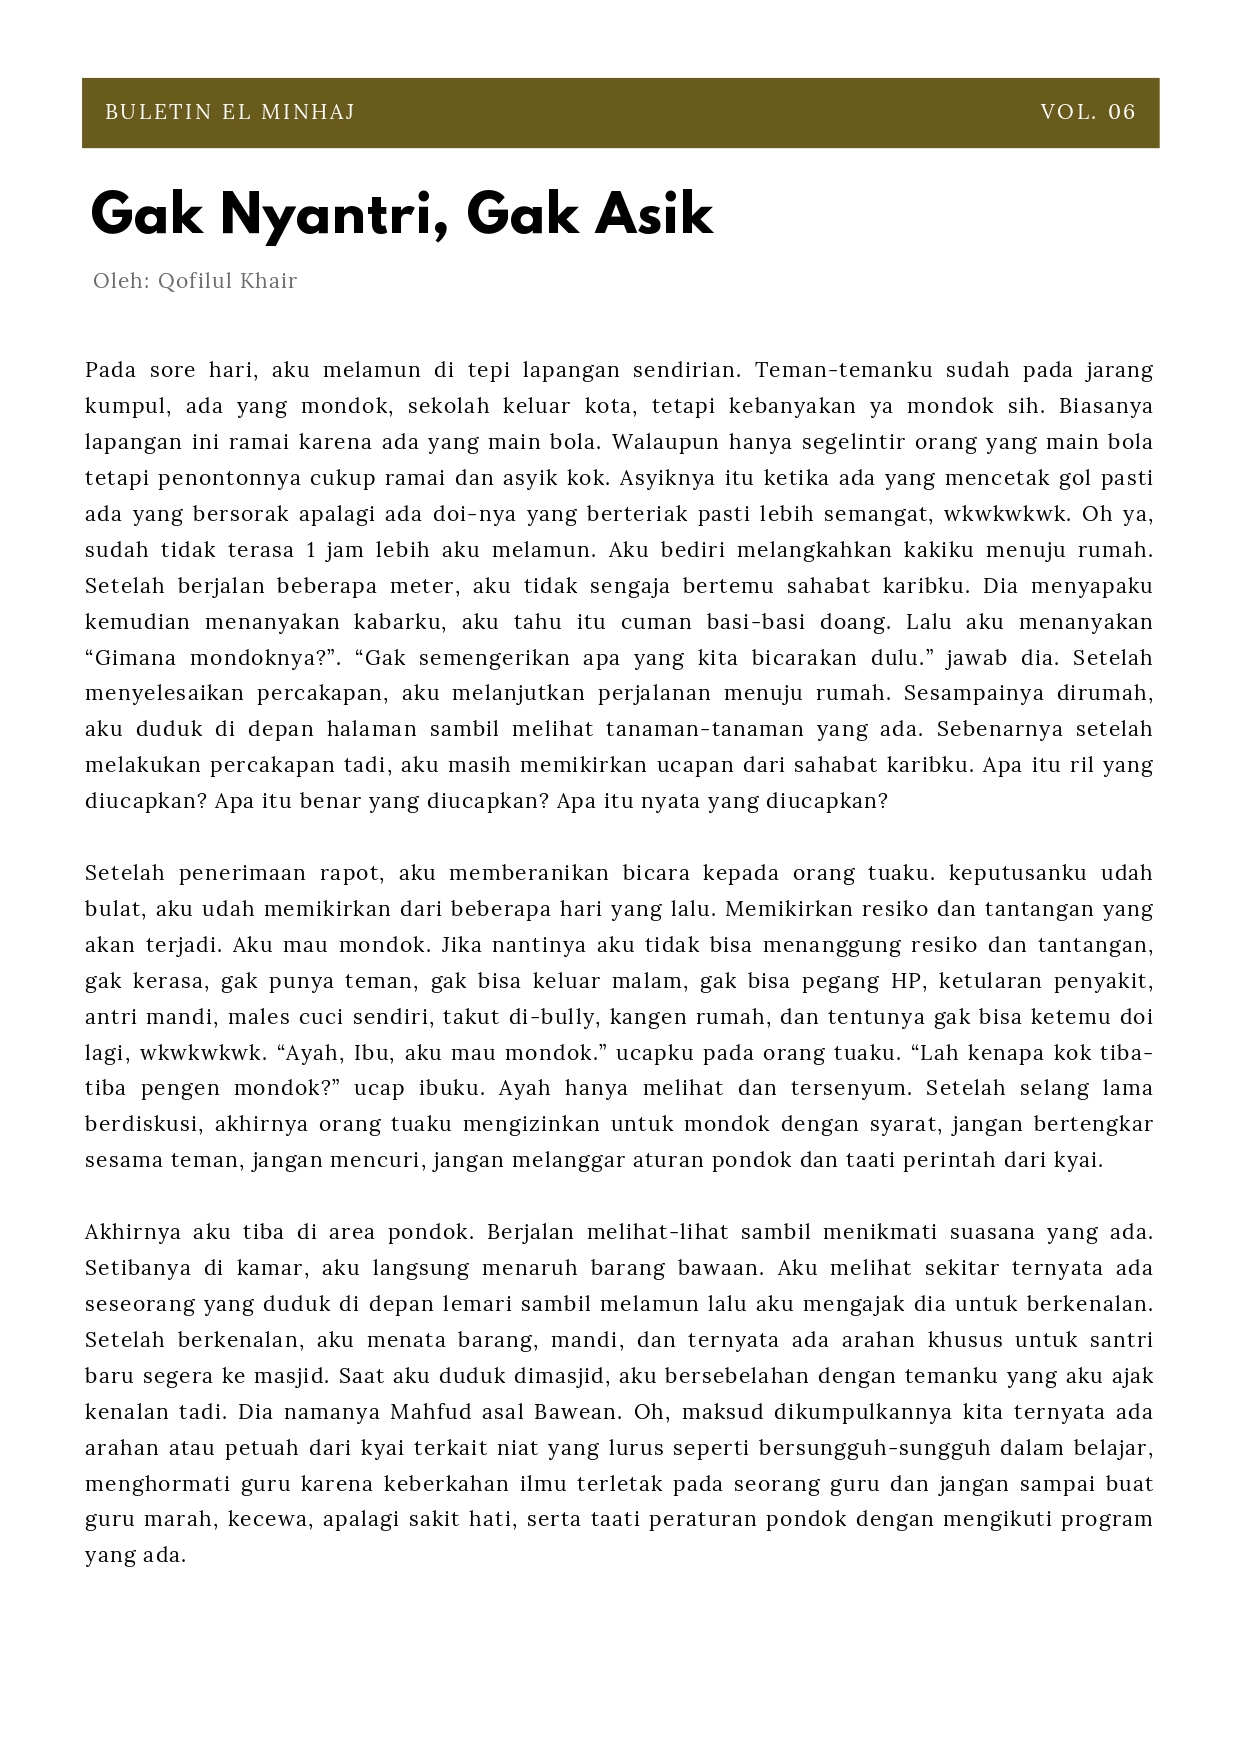 BULETIN EL MINHAJ VOL. 06
Gak Nyantri, Gak Asik
Oleh: Qofilul Khair
Pada sore hari, aku melamun di tepi lapangan sendirian. Teman-temanku sudah pada jarang
kumpul, ada yang mondok, sekolah keluar kota, tetapi kebanyakan ya mondok sih. Biasanya
lapangan ini ramai karena ada yang main bola. Walaupun hanya segelintir orang yang main bola
tetapi penontonnya cukup ramai dan asyik kok. Asyiknya itu ketika ada yang mencetak gol pasti
ada yang bersorak apalagi ada doi-nya yang berteriak pasti lebih semangat, wkwkwkwk. Oh ya,
sudah tidak terasa 1 jam lebih aku melamun. Aku bediri melangkahkan kakiku menuju rumah.
Setelah berjalan beberapa meter, aku tidak sengaja bertemu sahabat karibku. Dia menyapaku
kemudian menanyakan kabarku, aku tahu itu cuman basi-basi doang. Lalu aku menanyakan
“Gimana mondoknya?”. “Gak semengerikan apa yang kita bicarakan dulu.” jawab dia. Setelah
menyelesaikan percakapan, aku melanjutkan perjalanan menuju rumah. Sesampainya dirumah,
aku duduk di depan halaman sambil melihat tanaman-tanaman yang ada. Sebenarnya setelah
melakukan percakapan tadi, aku masih memikirkan ucapan dari sahabat karibku. Apa itu ril yang
diucapkan? Apa itu benar yang diucapkan? Apa itu nyata yang diucapkan?
Setelah penerimaan rapot, aku memberanikan bicara kepada orang tuaku. keputusanku udah
bulat, aku udah memikirkan dari beberapa hari yang lalu. Memikirkan resiko dan tantangan yang
akan terjadi. Aku mau mondok. Jika nantinya aku tidak bisa menanggung resiko dan tantangan,
gak kerasa, gak punya teman, gak bisa keluar malam, gak bisa pegang HP, ketularan penyakit,
antri mandi, males cuci sendiri, takut di-bully, kangen rumah, dan tentunya gak bisa ketemu doi
lagi, wkwkwkwk. “Ayah, Ibu, aku mau mondok.” ucapku pada orang tuaku. “Lah kenapa kok tiba-
tiba pengen mondok?” ucap ibuku. Ayah hanya melihat dan tersenyum. Setelah selang lama
berdiskusi, akhirnya orang tuaku mengizinkan untuk mondok dengan syarat, jangan bertengkar
sesama teman, jangan mencuri, jangan melanggar aturan pondok dan taati perintah dari kyai.
Akhirnya aku tiba di area pondok. Berjalan melihat-lihat sambil menikmati suasana yang ada.
Setibanya di kamar, aku langsung menaruh barang bawaan. Aku melihat sekitar ternyata ada
seseorang yang duduk di depan lemari sambil melamun lalu aku mengajak dia untuk berkenalan.
Setelah berkenalan, aku menata barang, mandi, dan ternyata ada arahan khusus untuk santri
baru segera ke masjid. Saat aku duduk dimasjid, aku bersebelahan dengan temanku yang aku ajak
kenalan tadi. Dia namanya Mahfud asal Bawean. Oh, maksud dikumpulkannya kita ternyata ada
arahan atau petuah dari kyai terkait niat yang lurus seperti bersungguh-sungguh dalam belajar,
menghormati guru karena keberkahan ilmu terletak pada seorang guru dan jangan sampai buat
guru marah, kecewa, apalagi sakit hati, serta taati peraturan pondok dengan mengikuti program
yang ada.